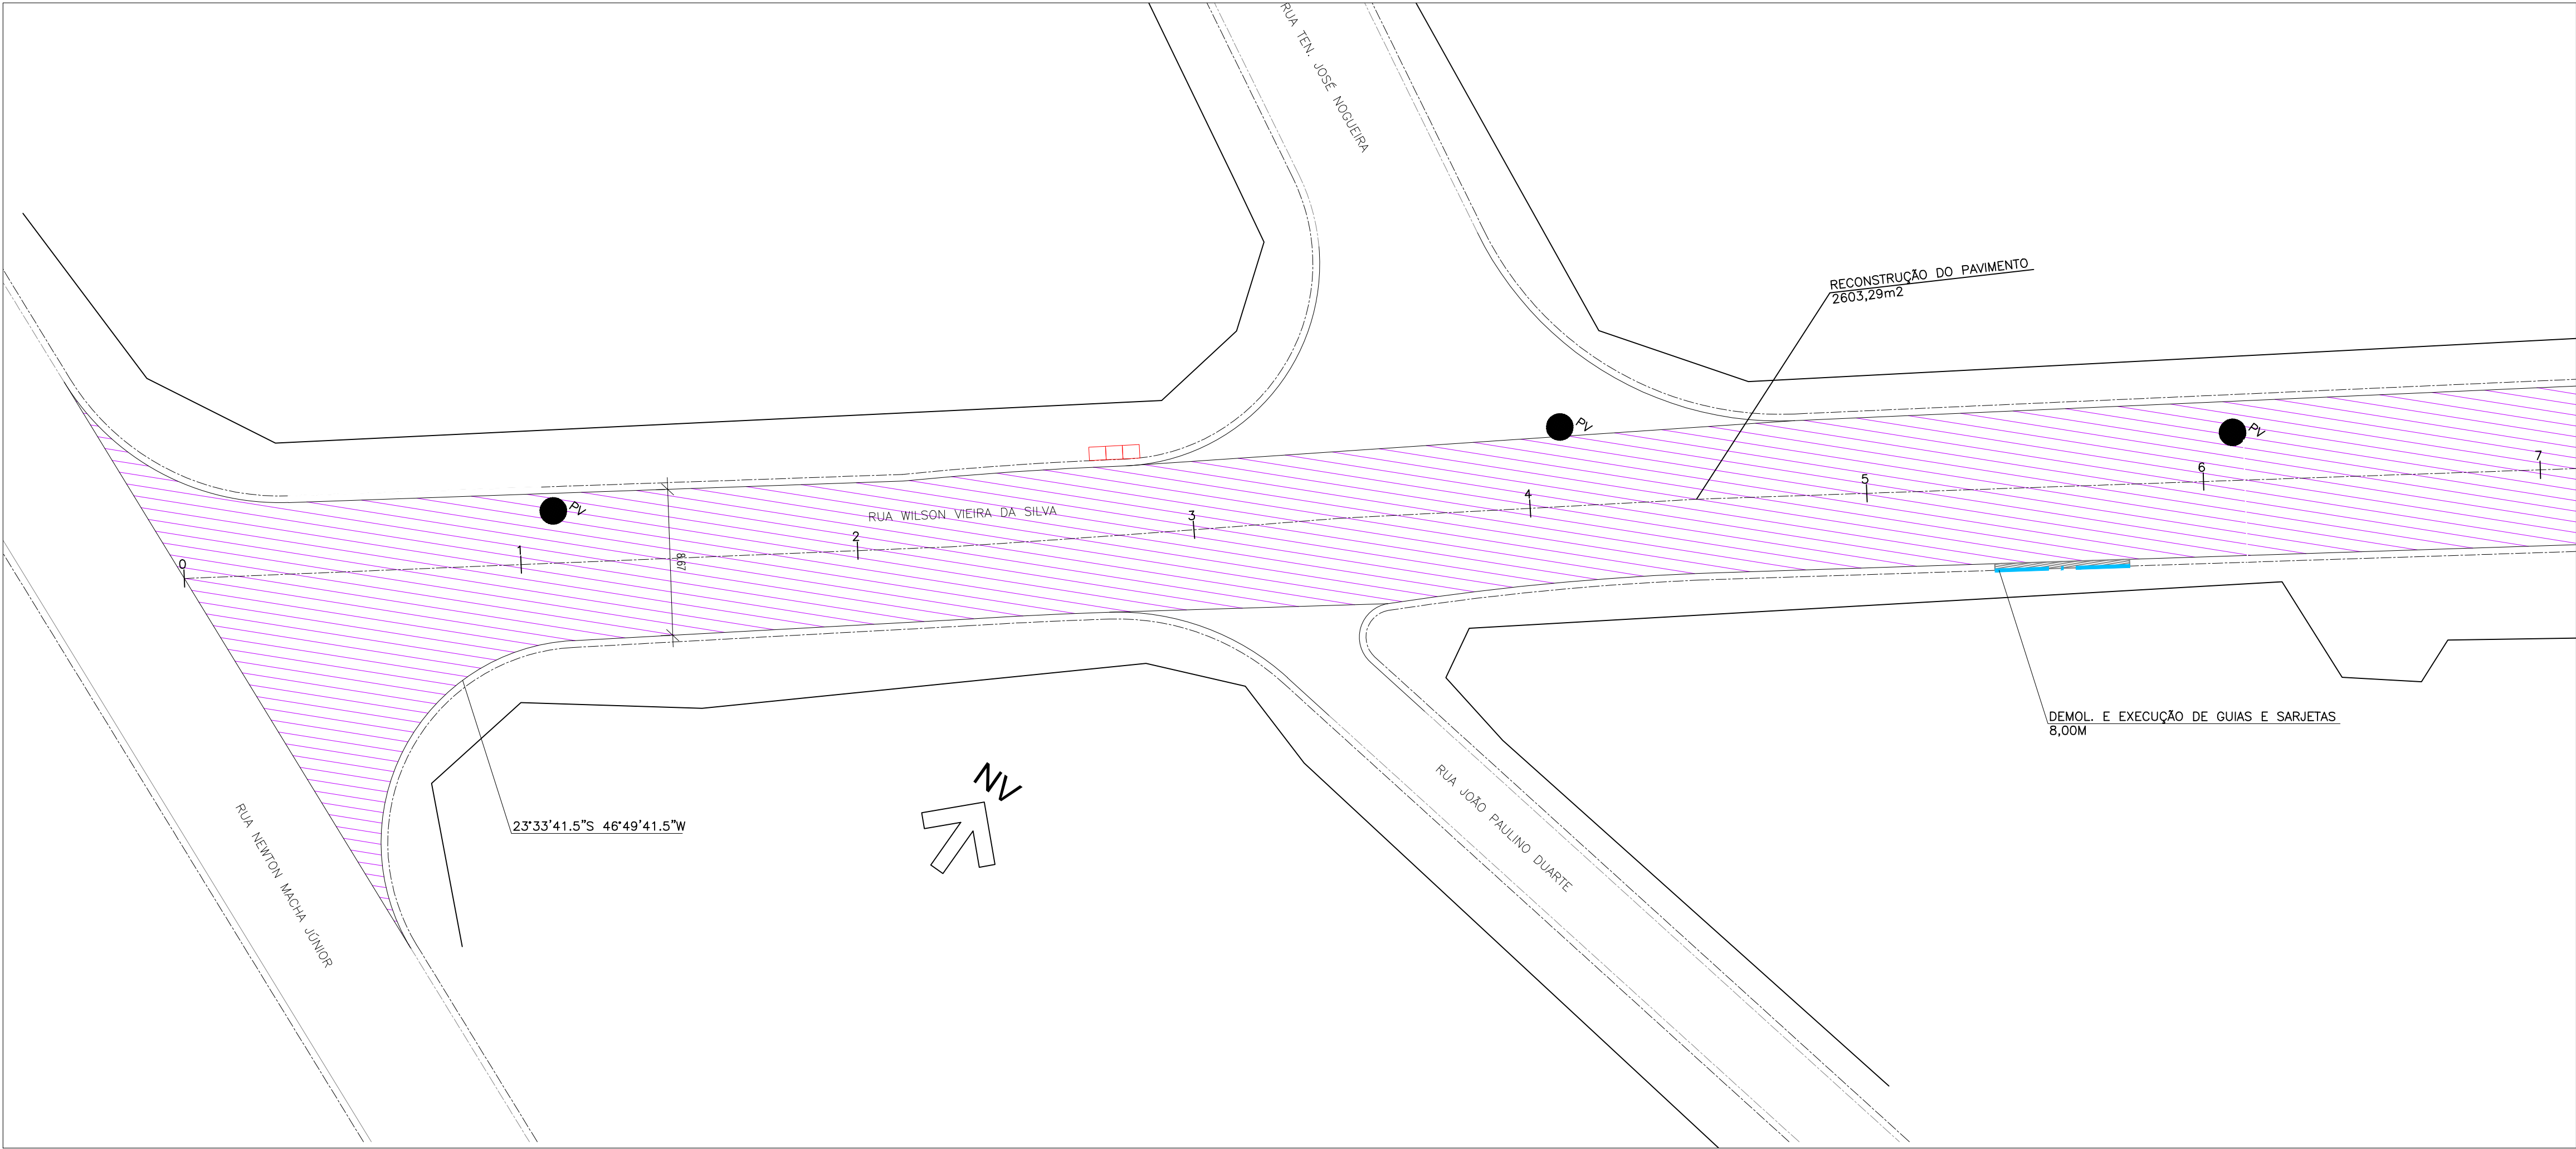 RUA TEN. JOSÉ NOGUEIRA
RECONSTRUÇÃO DO PAVIMENTO
2603,29m2
PV
PV
PV
0
1
2
3
4
5
6
7
RUA WILSON VIEIRA DA SILVA
8.67
DEMOL. E EXECUÇÃO DE GUIAS E SARJETAS
8,00M
NV
RUA JOÃO PAULINO DUARTE
23°33'41.5"S 46°49'41.5"W
RUA NEWTON MACHA JÚNIOR